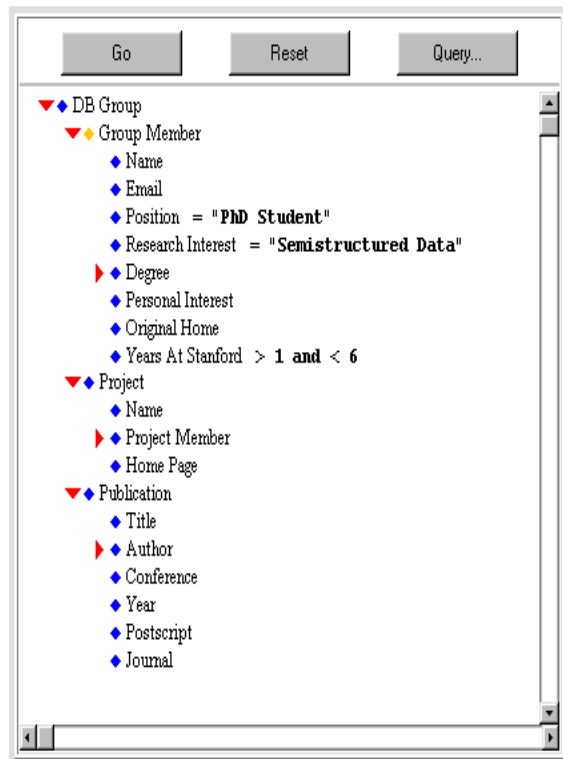 Go Reset Query...
DB Group
Group Member
Name
Email
Position = "PhD Student"
Research Interest = "Semistructured Data"
Degree
Personal Interest
Original Home
Years At Stanford > 1 and < 6
Project
Name
Project Member
Home Page
Publication
Title
Author
Conference
Year
Postscript
Journal